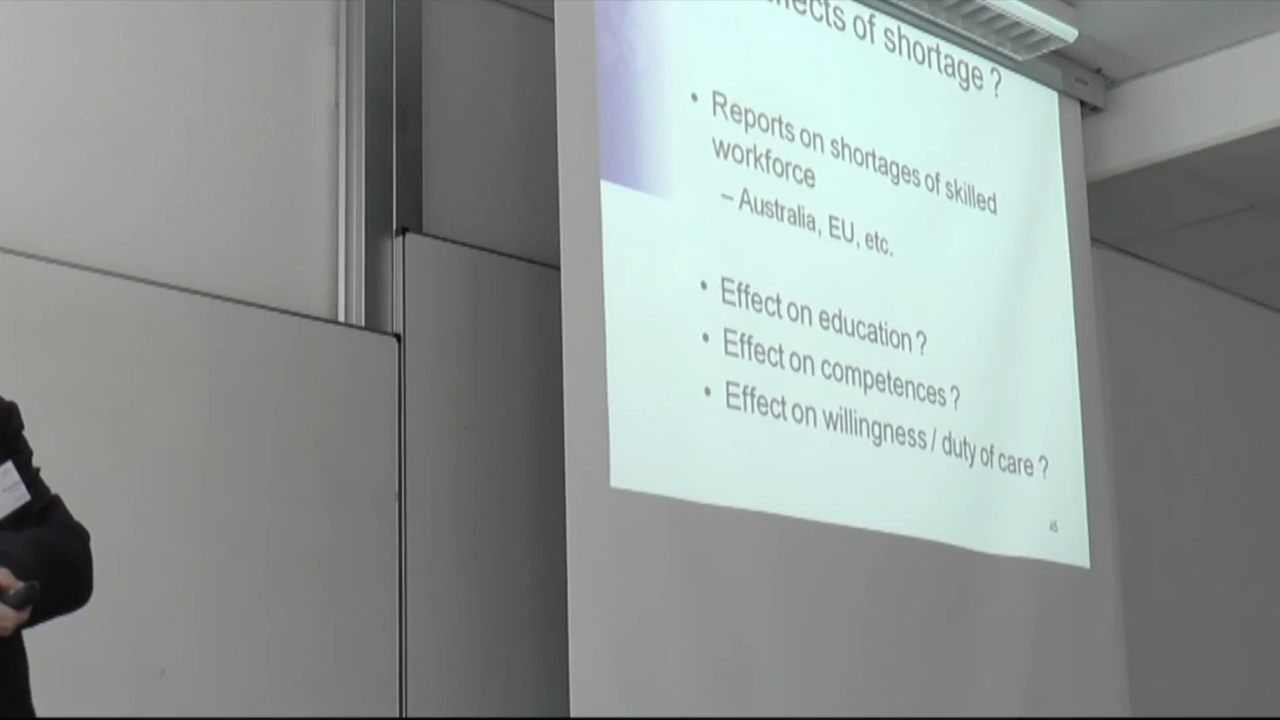 of shortage ?
• Reports on shortages of skilled
workforce
– Australia, EU, etc.
• Effect on education ?
• Effect on competences ?
• Effect on willingness / duty of care ?
45